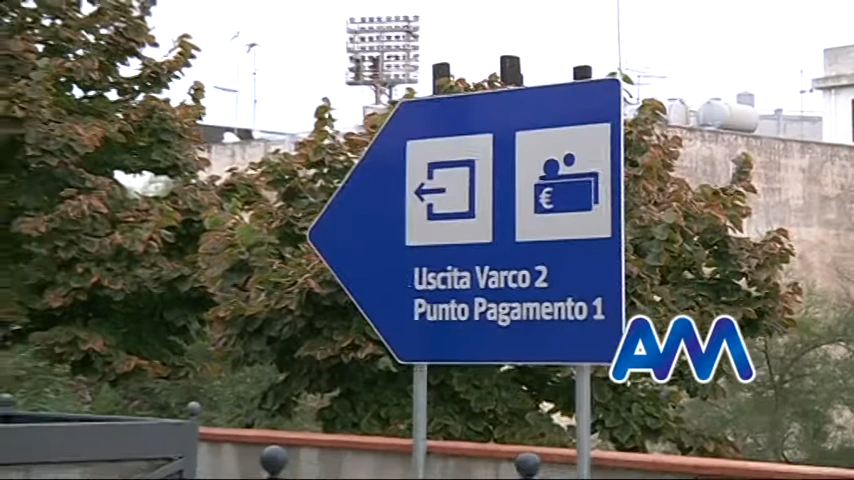 €
Uscita Varco 2
Punto Pagamento 1
AM